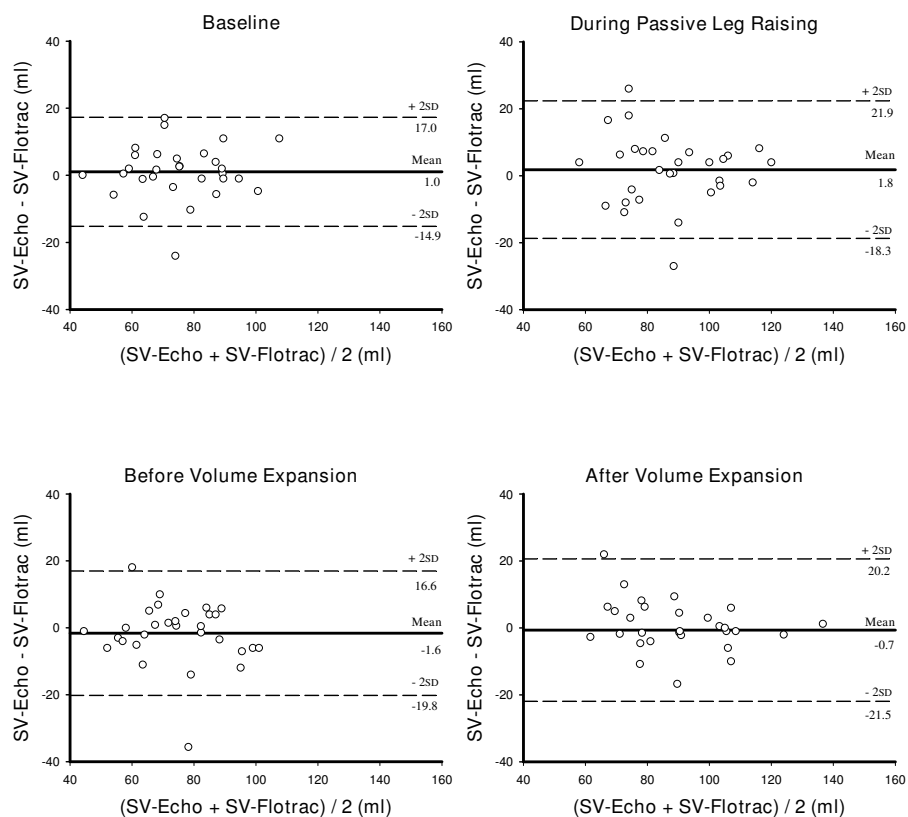 Baseline
SV-Echo - SV-Flotrac (ml)
40
20
0
-20
-40
+ 2SD
17.0
Mean
1.0
- 2SD
-14.9
40 60 80 100 120 140 160
(SV-Echo + SV-Flotrac) / 2 (ml)
During Passive Leg Raising
SV-Echo - SV-Flotrac (ml)
40
20
0
-20
-40
+ 2SD
21.9
Mean
1.8
- 2SD
-18.3
40 60 80 100 120 140 160
(SV-Echo + SV-Flotrac) / 2 (ml)
Before Volume Expansion
SV-Echo - SV-Flotrac (ml)
40
20
0
-20
-40
+ 2SD
16.6
Mean
-1.6
- 2SD
-19.8
40 60 80 100 120 140 160
(SV-Echo + SV-Flotrac) / 2 (ml)
After Volume Expansion
SV-Echo - SV-Flotrac (ml)
40
20
0
-20
-40
+ 2SD
20.2
Mean
-0.7
- 2SD
-21.5
40 60 80 100 120 140 160
(SV-Echo + SV-Flotrac) / 2 (ml)